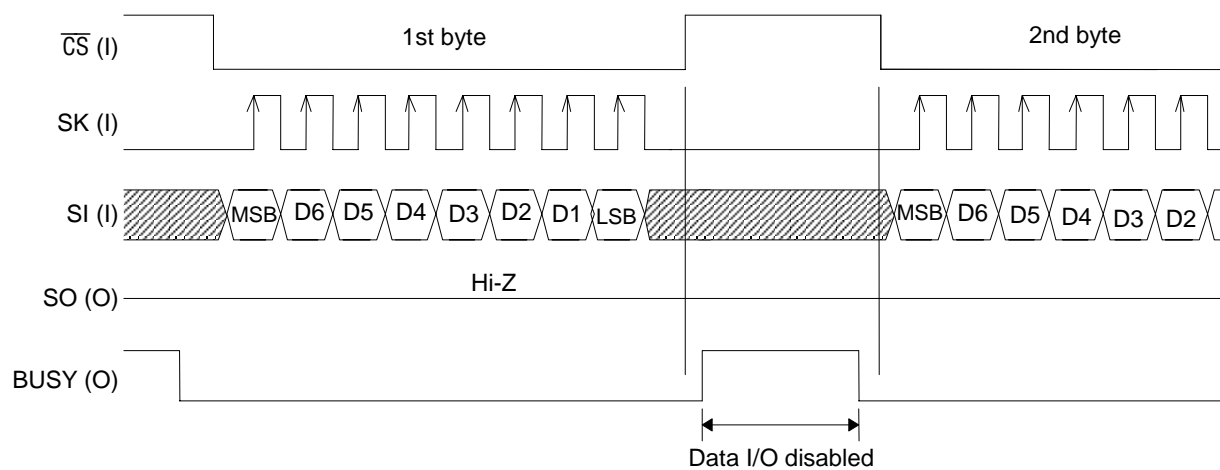 CS (I)
1st byte
2nd byte
SK (I)
SI (I)
MSB D6 D5 D4 D3 D2 D1 LSB
MSB D6 D5 D4 D3 D2
SO (O)
Hi-Z
BUSY (O)
Data I/O disabled